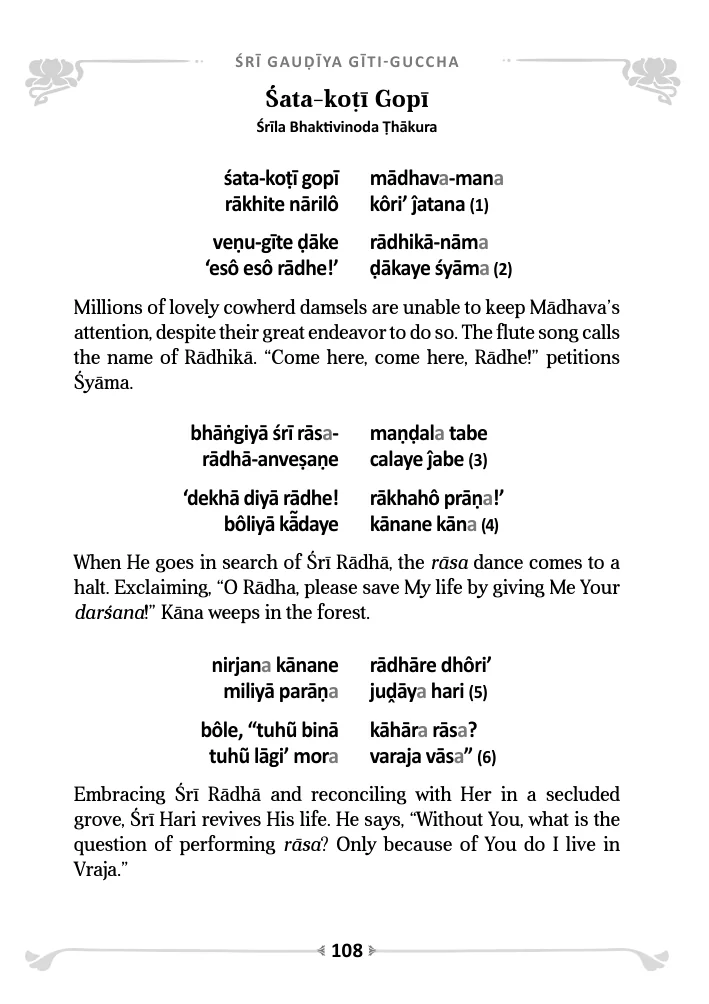 ŚRĪ GAUḌĪYA GĪTI-GUCCHA
Śata-koṭī Gopī
Śrīla Bhaktivinoda Ṭhākura
śata-koṭī gopī mādhava-mana
rākhite nārilô kôri’ ĵatana (1)
veṇu-gīte ḍāke rādhikā-nāma
‘esô esô rādhe!’ ḍākaye śyāma (2)
Millions of lovely cowherd damsels are unable to keep Mādhava’s
attention, despite their great endeavor to do so. The flute song calls
the name of Rādhikā. “Come here, come here, Rādhe!” petitions
Śyāma.
bhāṅgiyā śrī rāsa- maṇḍala tabe
rādhā-anveṣaṇe calaye ĵabe (3)
‘dekhā diyā rādhe! rākhahô prāṇa!’
bôliyā kā̃daye kānane kāna (4)
When He goes in search of Śrī Rādhā, the rāsa dance comes to a
halt. Exclaiming, “O Rādha, please save My life by giving Me Your
darśana!” Kāna weeps in the forest.
nirjana kānane rādhāre dhôri’
miliyā parāṇa juḓāya hari (5)
bôle, “tuhũ binā kāhāra rāsa?
tuhũ lāgi’ mora varaja vāsa” (6)
Embracing Śrī Rādhā and reconciling with Her in a secluded
grove, Śrī Hari revives His life. He says, “Without You, what is the
question of performing rāsa? Only because of You do I live in
Vraja.”
108